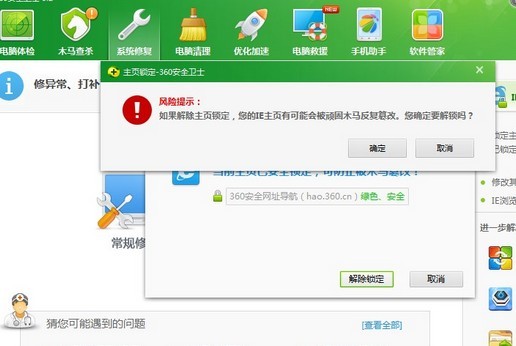 电脑体检
木马查杀
系统修复
电脑清理
优化加速
NEW
电脑救援
手机助手
软件管家
修异常、打补
主页锁定-360安全卫士
风险提示：
如果解除主页锁定，您的IE主页有可能会被顽固木马反复篡改。您确定要解锁吗？
确定
取消
当前主页已安全锁定，可防止被木马篡改！
360安全网址导航（hao.360.cn）绿色、安全
常规修
修改其
IE浏览
进一步解
解除锁定
取消
猜您可能遇到的问题
[查看全部]